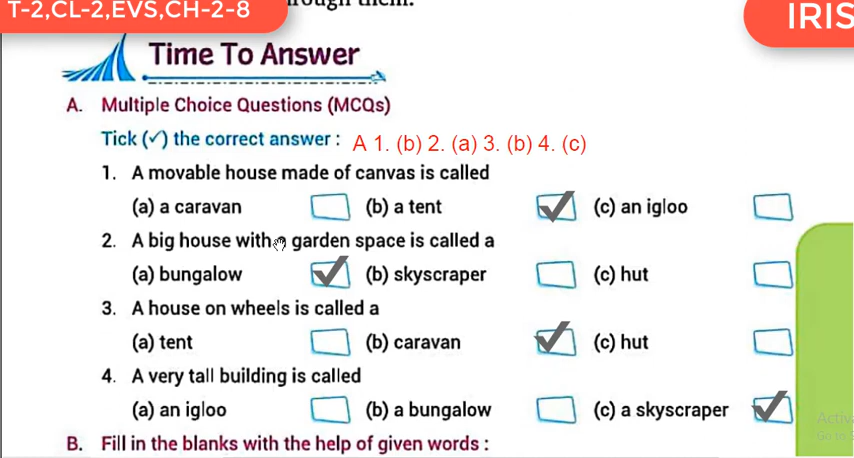 T-2,CL-2,EVS,CH-2-8
IRIS
Time To Answer
A. Multiple Choice Questions (MCQs)
Tick (✓) the correct answer : A 1. (b) 2. (a) 3. (b) 4. (c)
1. A movable house made of canvas is called
(a) a caravan (b) a tent (c) an igloo
2. A big house with garden space is called a
(a) bungalow (b) skyscraper (c) hut
3. A house on wheels is called a
(a) tent (b) caravan (c) hut
4. A very tall building is called
(a) an igloo (b) a bungalow (c) a skyscraper
B. Fill in the blanks with the help of given words :